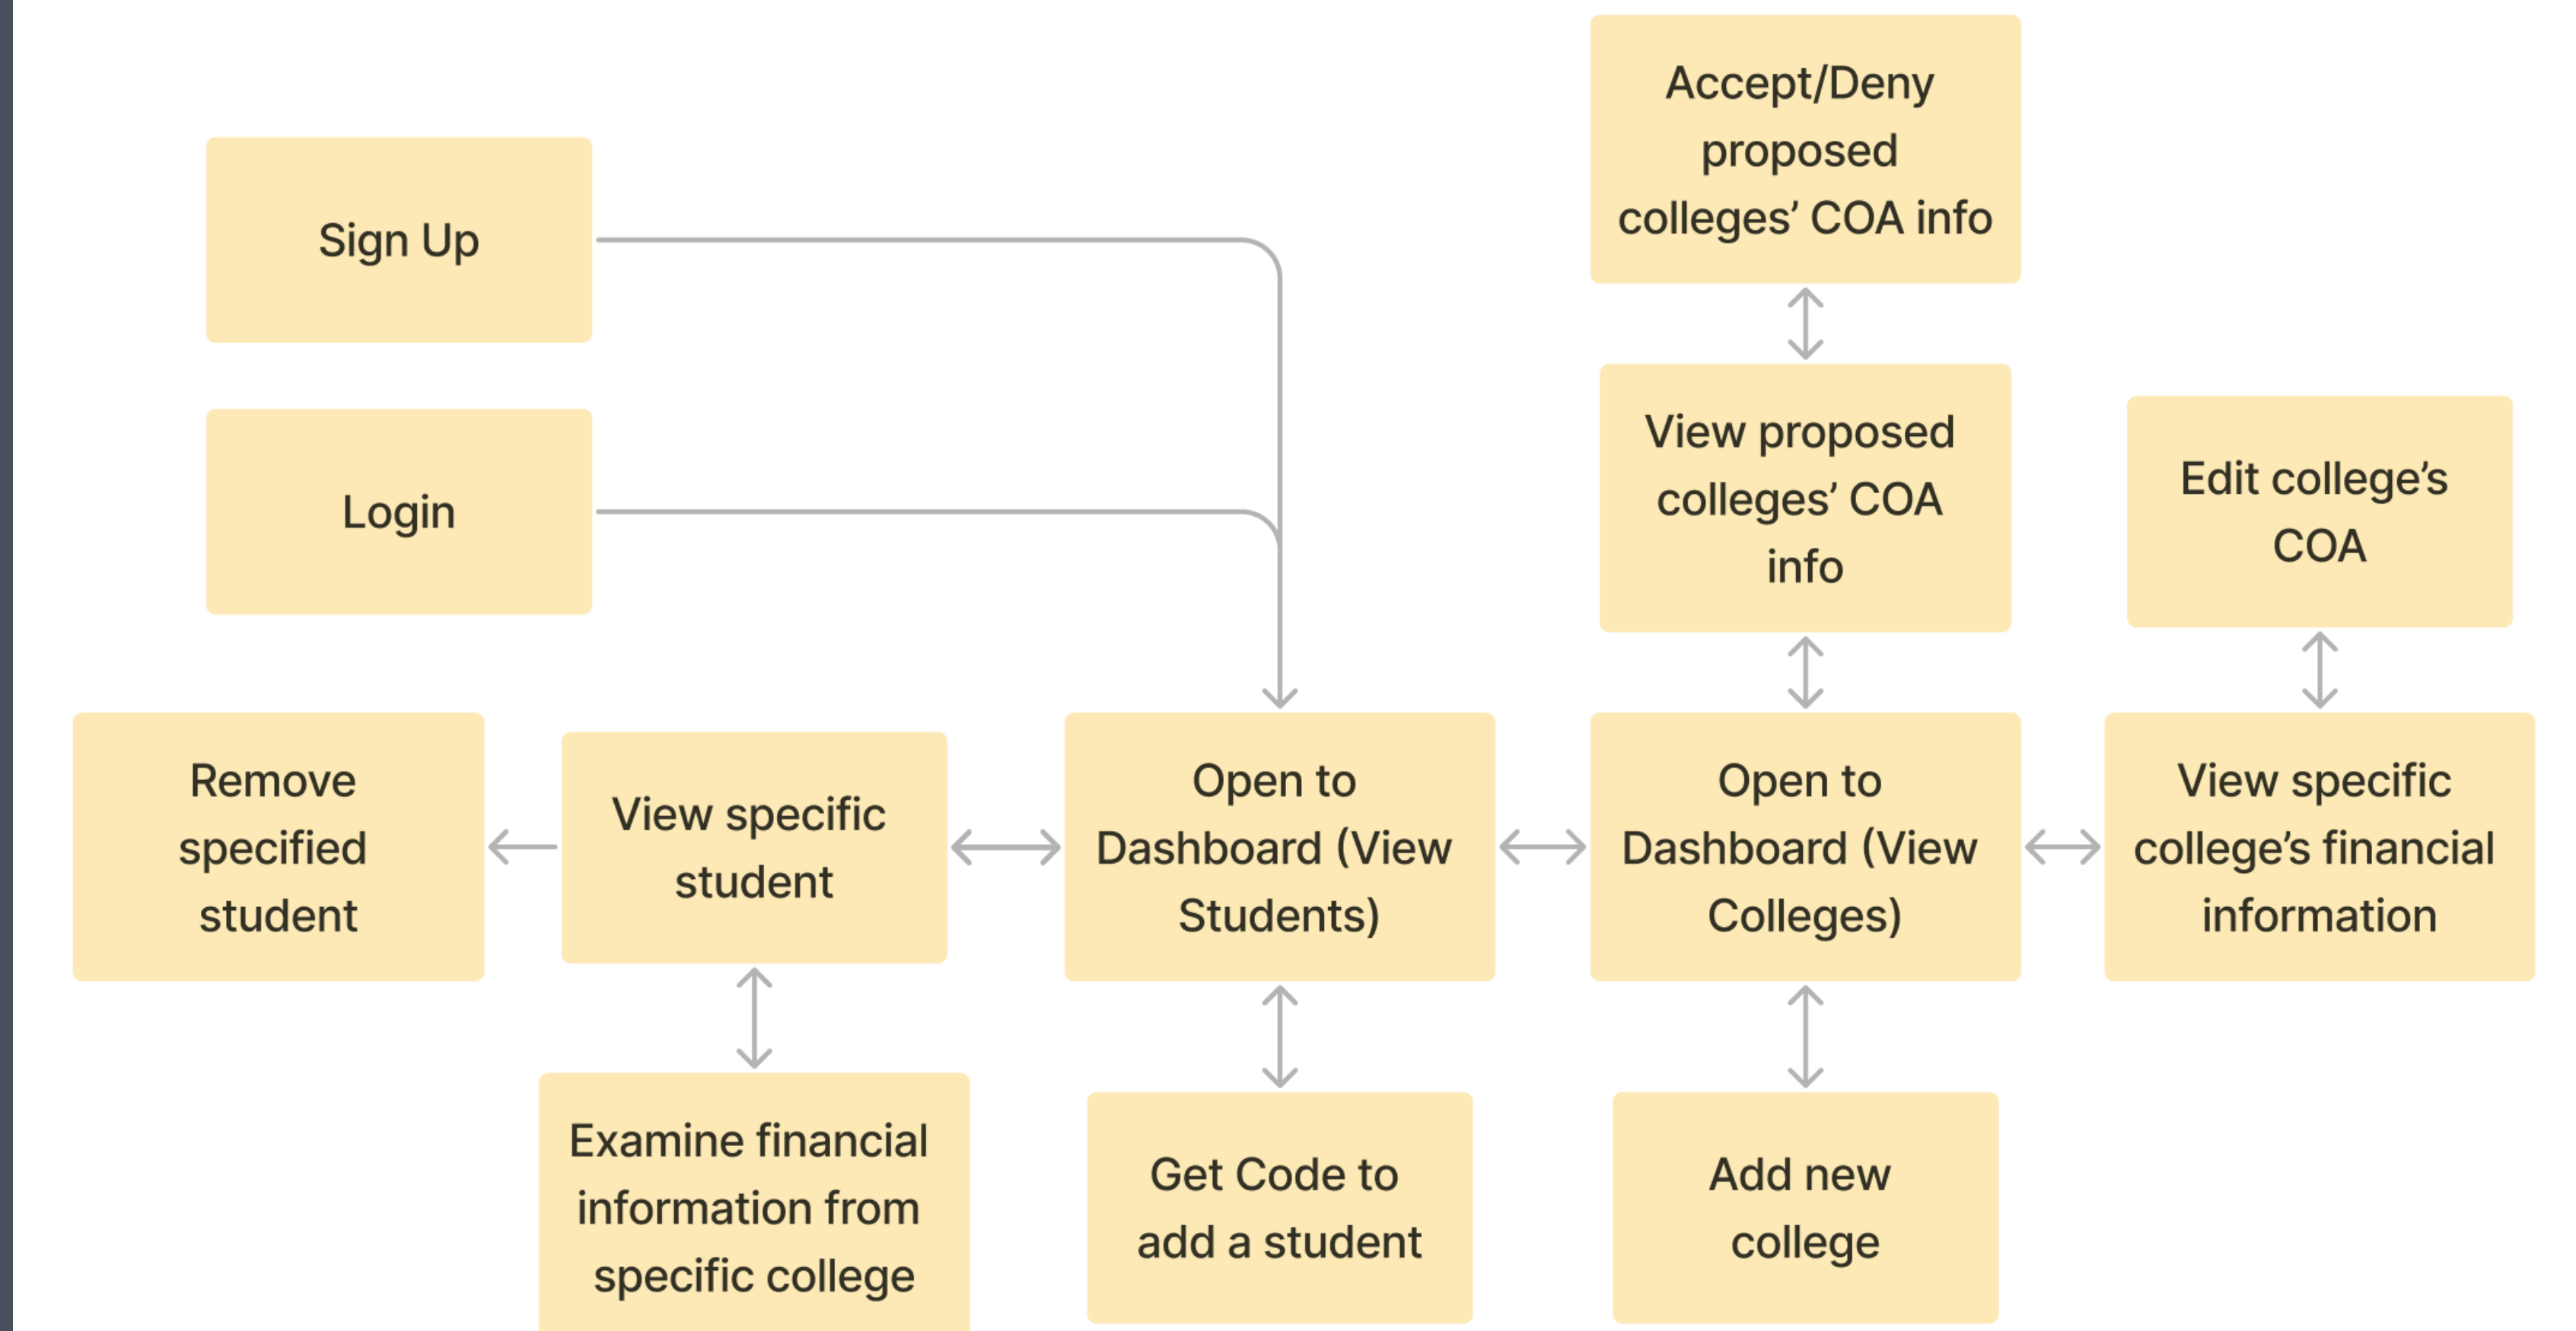 Accept/Deny
proposed
colleges’ COA info
Sign Up
View proposed
colleges’ COA
info
Edit college’s
COA
Login
Remove
specified
student
View specific
student
Open to
Dashboard (View
Students)
Open to
Dashboard (View
Colleges)
View specific
college’s financial
information
Examine financial
information from
specific college
Get Code to
add a student
Add new
college